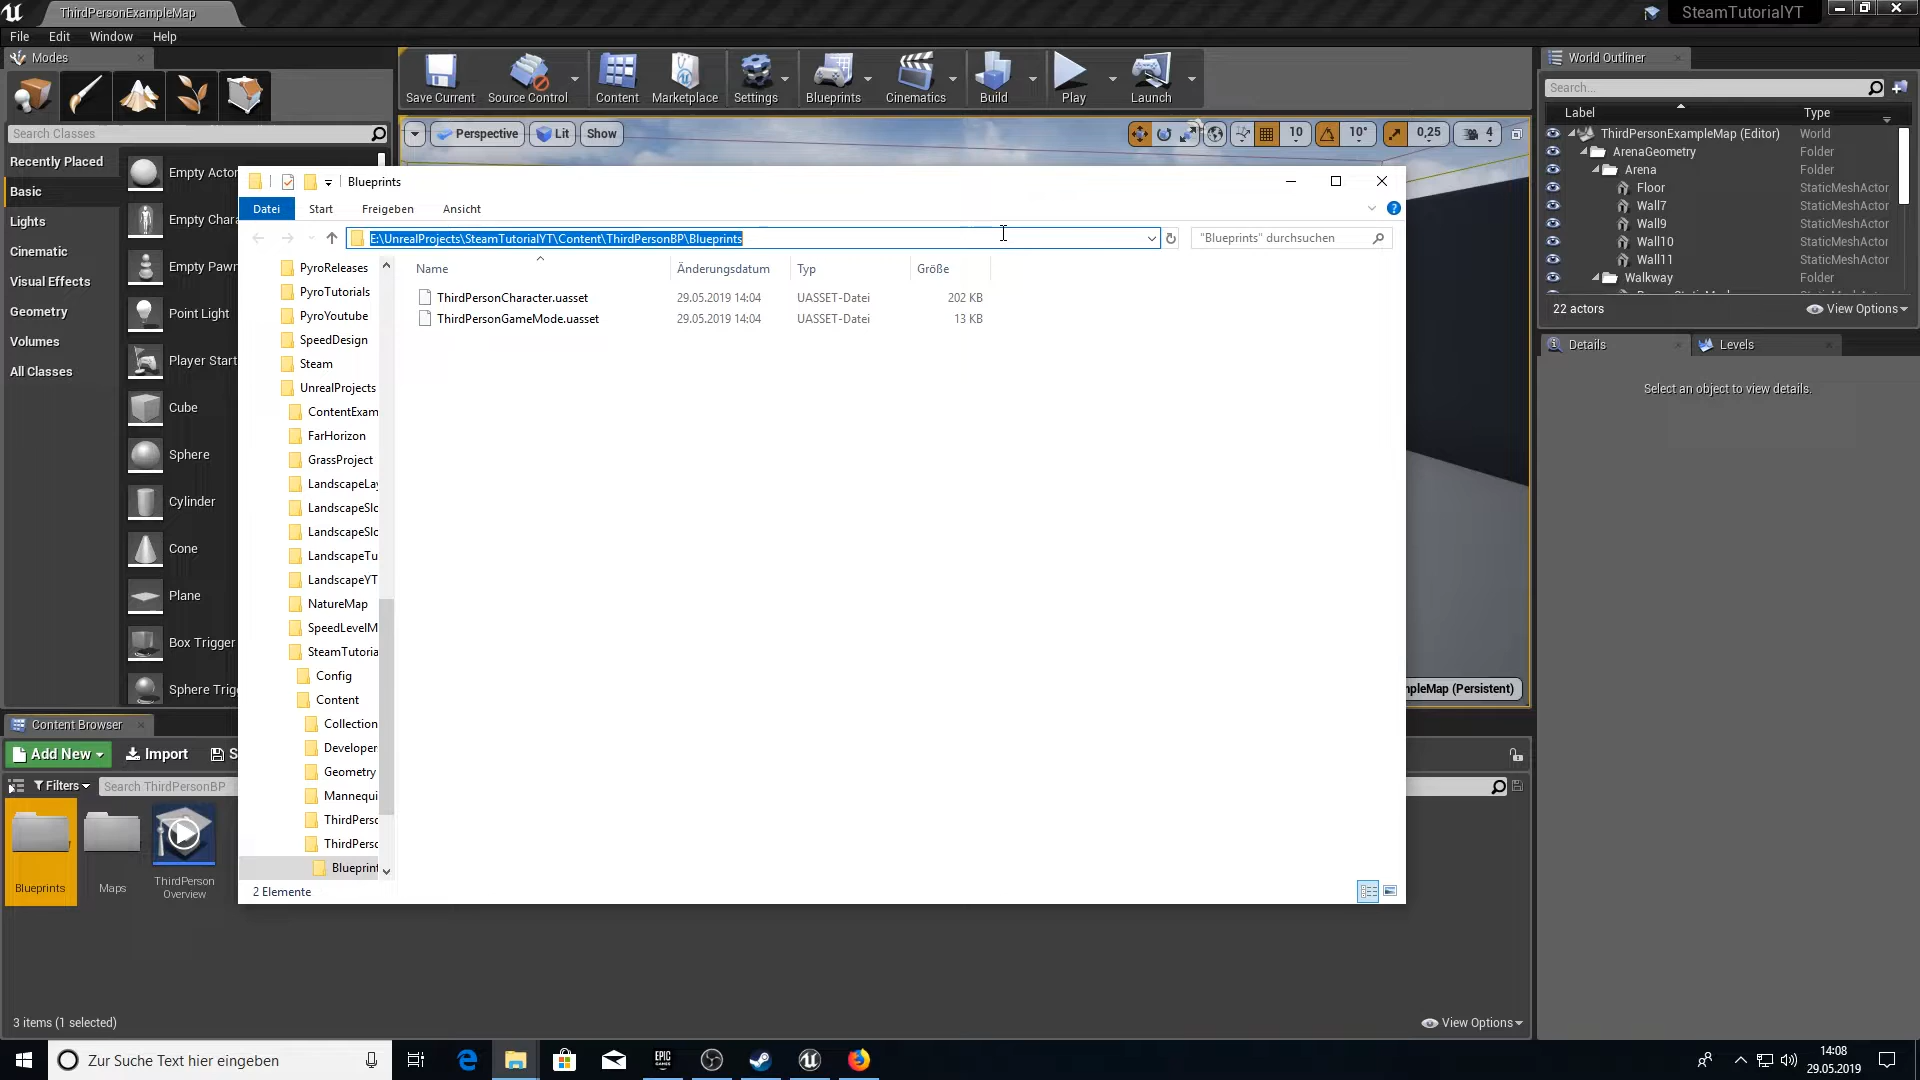 ThirdPersonExampleMap
SteamTutorialYT
File Edit Window Help
Modes
Save Current
Source Control
Content
Marketplace
Settings
Blueprints
Cinematics
Build
Play
Launch
World Outliner
Search...
Label Type
Search Classes
Perspective Lit Show
10 10° 0,25 4
ThirdPersonExampleMap (Editor) World
ArenaGeometry Folder
Arena Folder
Floor StaticMeshActor
Wall7 StaticMeshActor
Wall9 StaticMeshActor
Wall10 StaticMeshActor
Wall11 StaticMeshActor
Walkway Folder
22 actors
View Options
Details
Levels
Select an object to view details.
Recently Placed
Basic
Lights
Cinematic
Visual Effects
Geometry
Volumes
All Classes
Empty Actor
Empty Chara
Empty Pawn
Point Light
Player Start
Cube
Sphere
Cylinder
Cone
Plane
Box Trigger
Sphere Trig
Blueprints
Datei Start Freigeben Ansicht
E:\UnrealProjects\SteamTutorialYT\Content\ThirdPersonBP\Blueprints
"Blueprints" durchsuchen
Name Änderungsdatum Typ Größe
ThirdPersonCharacter.uasset 29.05.2019 14:04 UASSET-Datei 202 KB
ThirdPersonGameMode.uasset 29.05.2019 14:04 UASSET-Datei 13 KB
PyroReleases
PyroTutorials
PyroYoutube
SpeedDesign
Steam
UnrealProjects
ContentExam
FarHorizon
GrassProject
LandscapeLay
LandscapeSlo
LandscapeSlo
LandscapeTu
LandscapeYT
NatureMap
SpeedLevelM
SteamTutoria
Config
Content
Collection
Developer
Geometry
Mannequi
ThirdPerso
ThirdPerso
Blueprint
2 Elemente
mpleMap (Persistent)
Content Browser
Add New Import S
Filters Search ThirdPersonBP
Blueprints
Maps
ThirdPerson
Overview
3 items (1 selected)
View Options
Zur Suche Text hier eingeben
EPIC
GAMES
14:08
29.05.2019